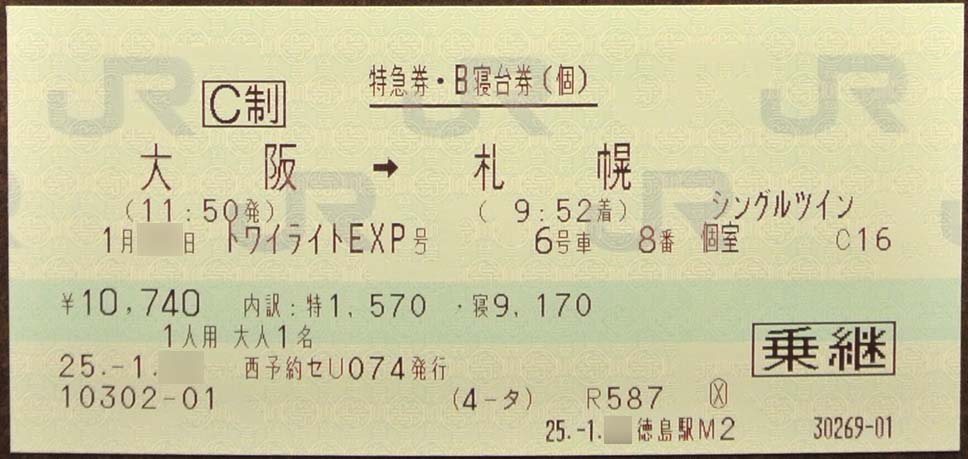 特急券・B寝台券(個)
C制
大阪 → 札幌
(11:50発) ( 9:52着) シングルツイン
1月 日 トワイライトEXP号 6号車 8番 個室 C16
¥10,740 内訳:特1,570 ・寝9,170
1人用 大人1名
25.-1. 西予約セU074発行
乗継
10302-01 (4-タ) R587 X
25.-1. 徳島駅M2 30269-01